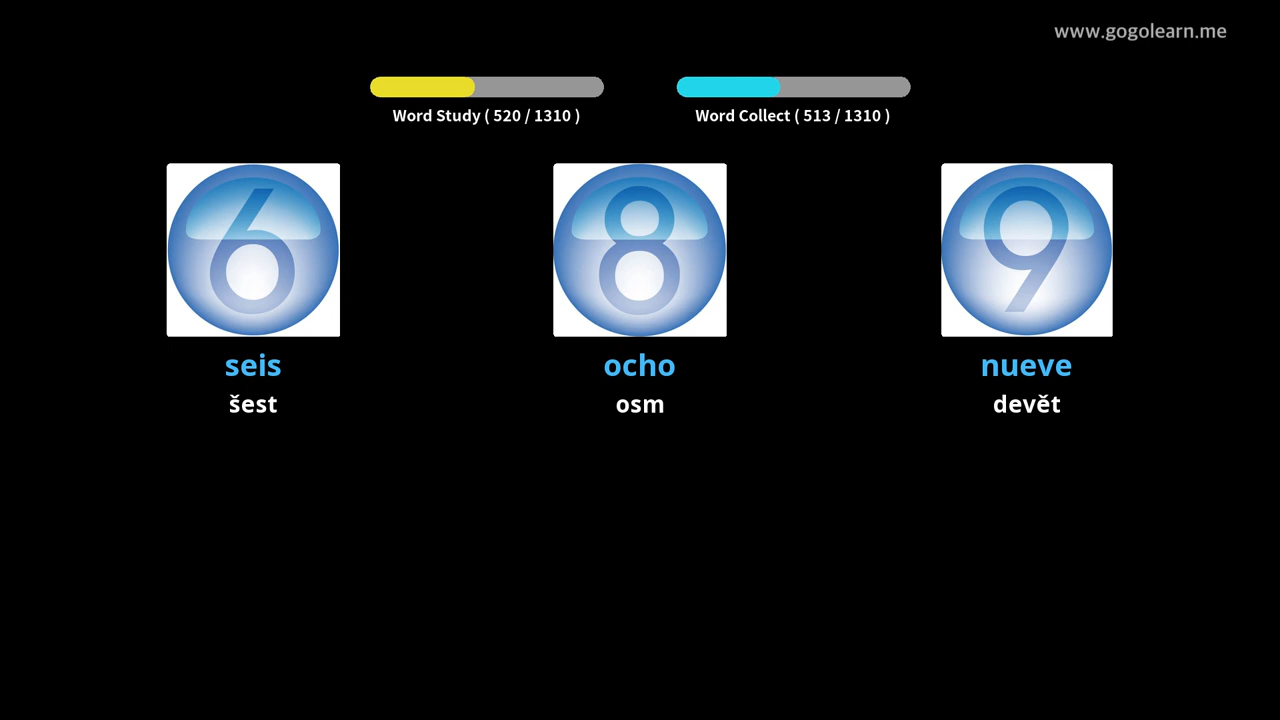 www.gogolearn.me
Word Study ( 520 / 1310 )
Word Collect ( 513 / 1310 )
6
8
9
seis
ocho
nueve
šest
osm
devět